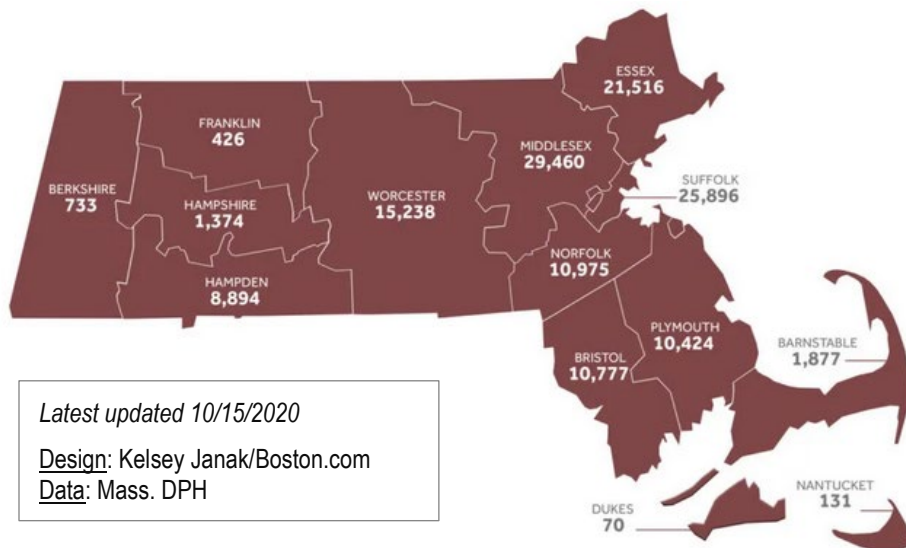 ESSEX
21,516
FRANKLIN
426
MIDDLESEX
29,460
SUFFOLK
25,896
BERKSHIRE
733
HAMPSHIRE
1,374
WORCESTER
15,238
NORFOLK
10,975
HAMPDEN
8,894
PLYMOUTH
10,424
BARNSTABLE
1,877
BRISTOL
10,777
Latest updated 10/15/2020
Design: Kelsey Janak/Boston.com
Data: Mass. DPH
DUKES
70
NANTUCKET
131